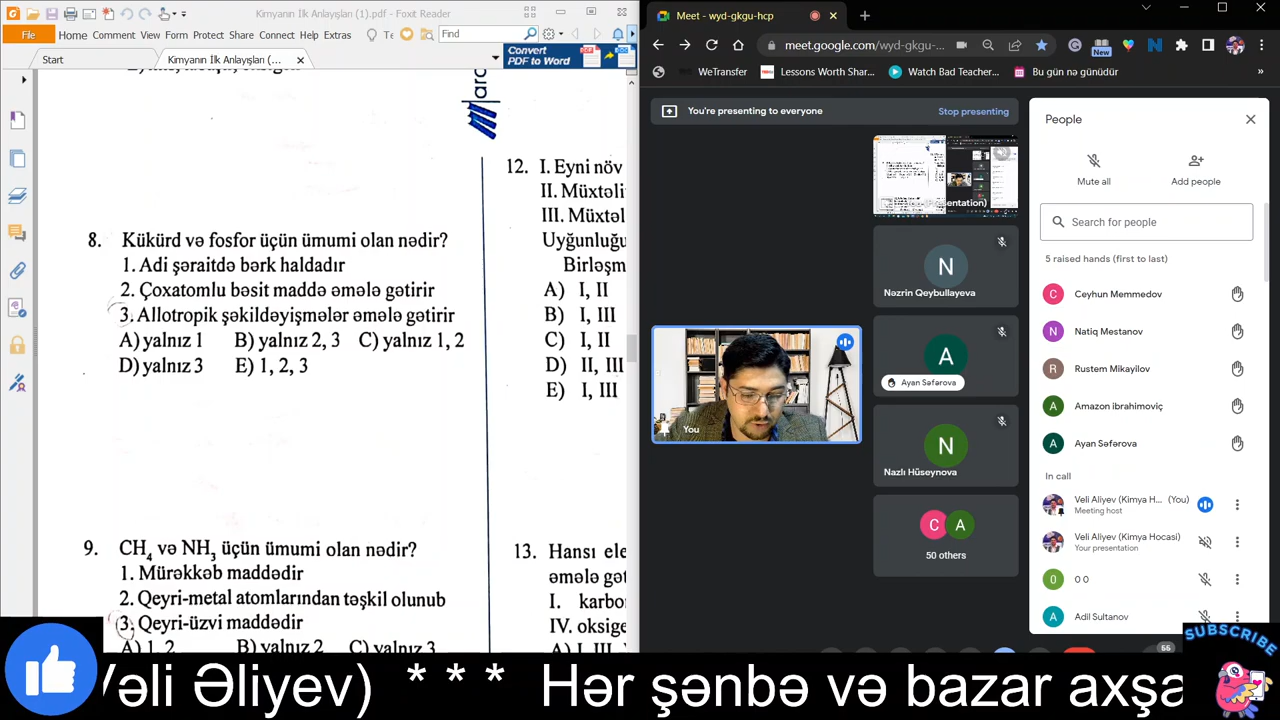 Kimyanın İlk Anlayışları (1).pdf - Foxit Reader
File Home Comment View Form Protect Share Connect Extras Help Find
Start
Kimyanın İlk Anlayışları (...
Convert
PDF to Word
8. Kükürd və fosfor üçün ümumi olan nədir?
1. Adi şəraitdə bərk haldadır
2. Çoxatomlu bəsit maddə əmələ gətirir
3. Allotropik şəkildəyişmələr əmələ gətirir
A) yalnız 1 B) yalnız 2, 3 C) yalnız 1, 2
D) yalnız 3 E) 1, 2, 3
9. CH₄ və NH₃ üçün ümumi olan nədir?
1. Mürəkkəb maddədir
2. Qeyri-metal atomlarından təşkil olunub
3. Qeyri-üzvi maddədir
A) 1, 2 B) yalnız 2 C) yalnız 3
12. I. Eyni növ
II. Müxtəli
III. Müxtəl
Uyğunluğu
Birləşm
A) I, II
B) I, III
C) I, II
D) II, III
E) I, III
13. Hansı ele
əmələ gət
I. karbo
IV. oksige
Meet - wyd-gkgu-hcp
meet.google.com/wyd-gkgu-...
New
WeTransfer
Lessons Worth Shar...
Watch Bad Teacher...
Bu gün nə günüdür
You're presenting to everyone
Stop presenting
N
Nəzrin Qeybullayeva
A
Ayan Səfərova
N
Nazlı Hüseynova
C A
50 others
You
People
Mute all
Add people
Search for people
5 raised hands (first to last)
C Ceyhun Memmedov
N Natiq Mestanov
R Rustem Mikayilov
A Amazon ibrahimoviç
A Ayan Səfərova
In call
Veli Aliyev (Kimya H... (You)
Meeting host
Veli Aliyev (Kimya Hocasi)
Your presentation
0 0 0
A Adil Sultanov
55
SUBSCRIBE
Vəli Əliyev) * * * Hər şənbə və bazar axşa